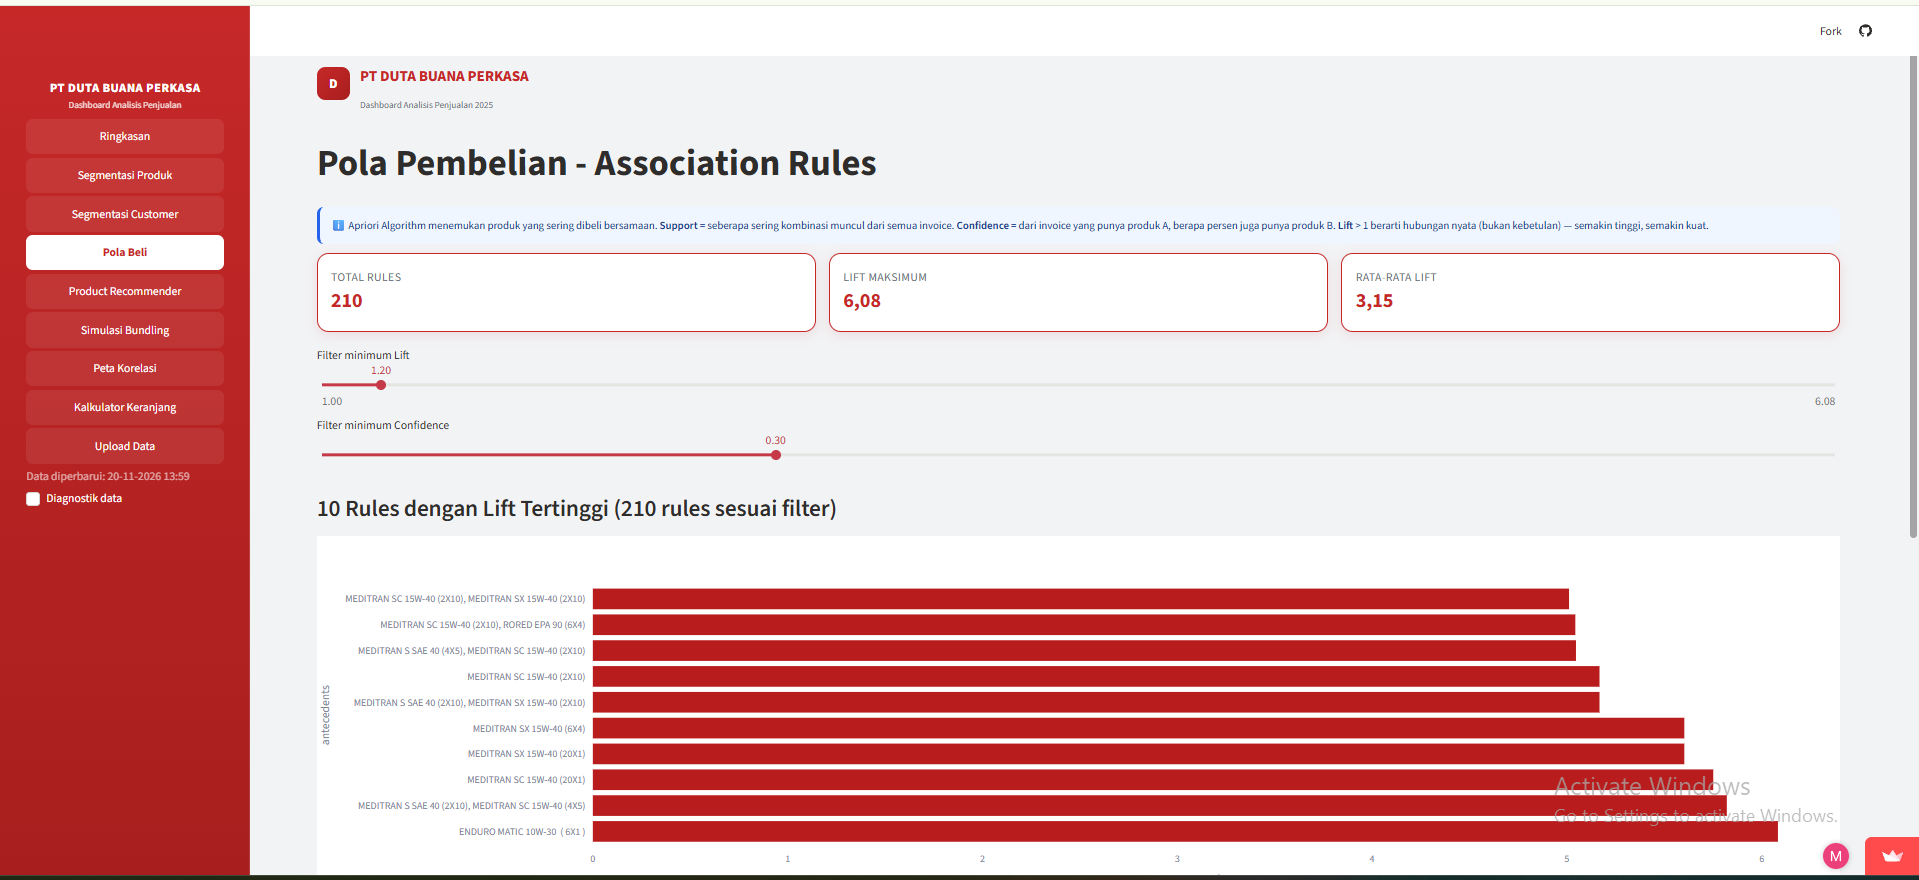 Fork
PT DUTA BUANA PERKASA
Dashboard Analisis Penjualan
Ringkasan
Segmentasi Produk
Segmentasi Customer
Pola Beli
Product Recommender
Simulasi Bundling
Peta Korelasi
Kalkulator Keranjang
Upload Data
Data diperbarui: 20-11-2026 13:59
Diagnostik data
D
PT DUTA BUANA PERKASA
Dashboard Analisis Penjualan 2025
Pola Pembelian - Association Rules
Apriori Algorithm menemukan produk yang sering dibeli bersamaan. Support = seberapa sering kombinasi muncul dari semua invoice. Confidence = dari invoice yang punya produk A, berapa persen juga punya produk B. Lift > 1 berarti hubungan nyata (bukan kebetulan) — semakin tinggi, semakin kuat.
TOTAL RULES
210
LIFT MAKSIMUM
6,08
RATA-RATA LIFT
3,15
Filter minimum Lift
1.20
1.00 6.08
Filter minimum Confidence
0.30
10 Rules dengan Lift Tertinggi (210 rules sesuai filter)
antecedents
MEDITRAN SC 15W-40 (2X10), MEDITRAN SX 15W-40 (2X10)
MEDITRAN SC 15W-40 (2X10), RORED EPA 90 (6X4)
MEDITRAN S SAE 40 (4X5), MEDITRAN SC 15W-40 (2X10)
MEDITRAN SC 15W-40 (2X10)
MEDITRAN S SAE 40 (2X10), MEDITRAN SX 15W-40 (2X10)
MEDITRAN SX 15W-40 (6X4)
MEDITRAN SX 15W-40 (20X1)
MEDITRAN SC 15W-40 (20X1)
MEDITRAN S SAE 40 (2X10), MEDITRAN SC 15W-40 (4X5)
ENDURO MATIC 10W-30 ( 6X1 )
0 1 2 3 4 5 6
Activate Windows
Go to Settings to activate Windows.
M